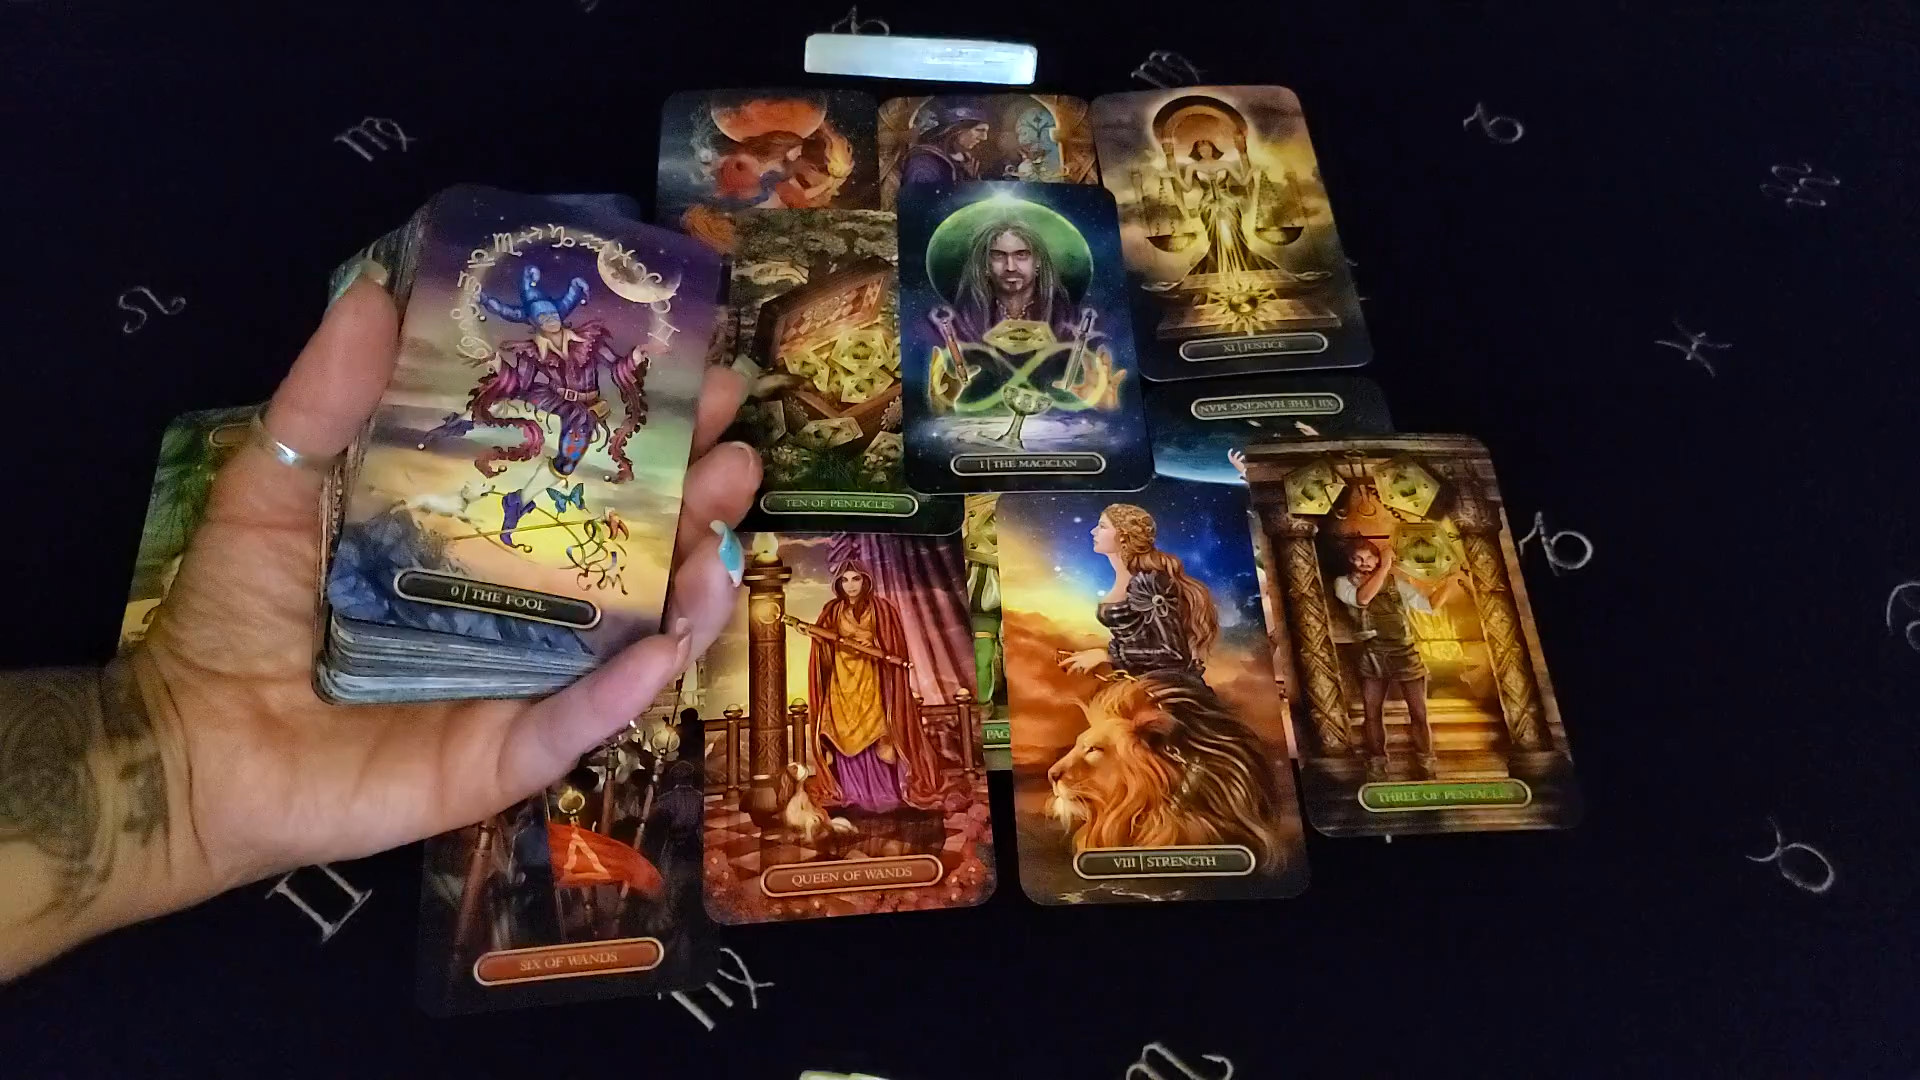 XI | JUSTICE
XII | THE HANGING MAN
I | THE MAGICIAN
TEN OF PENTACLES
0 | THE FOOL
PAG
THREE OF PENTACLES
VIII | STRENGTH
QUEEN OF WANDS
SIX OF WANDS